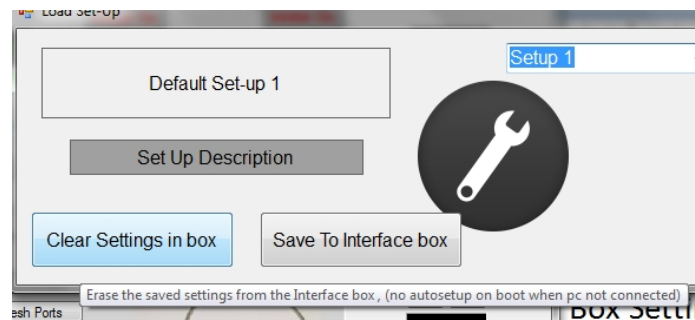 Load Set-Up
Setup 1
Default Set-up 1
Set Up Description
Clear Settings in box
Save To Interface box
Erase the saved settings from the Interface box , (no autosetup on boot when pc not connected)
esh Ports
Box Setti